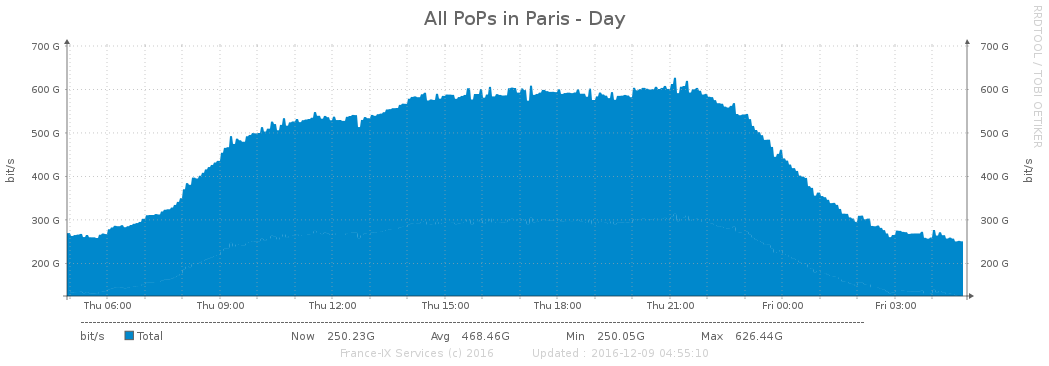 All PoPs in Paris - Day
RRDTOOL / TOBI OETIKER
700 G 700 G
600 G 600 G
500 G 500 G
400 G 400 G
300 G 300 G
200 G 200 G
bit/s bit/s
Thu 06:00 Thu 09:00 Thu 12:00 Thu 15:00 Thu 18:00 Thu 21:00 Fri 00:00 Fri 03:00
bit/s Total Now 250.23G Avg 468.46G Min 250.05G Max 626.44G
France-IX Services (c) 2016 Updated : 2016-12-09 04:55:10